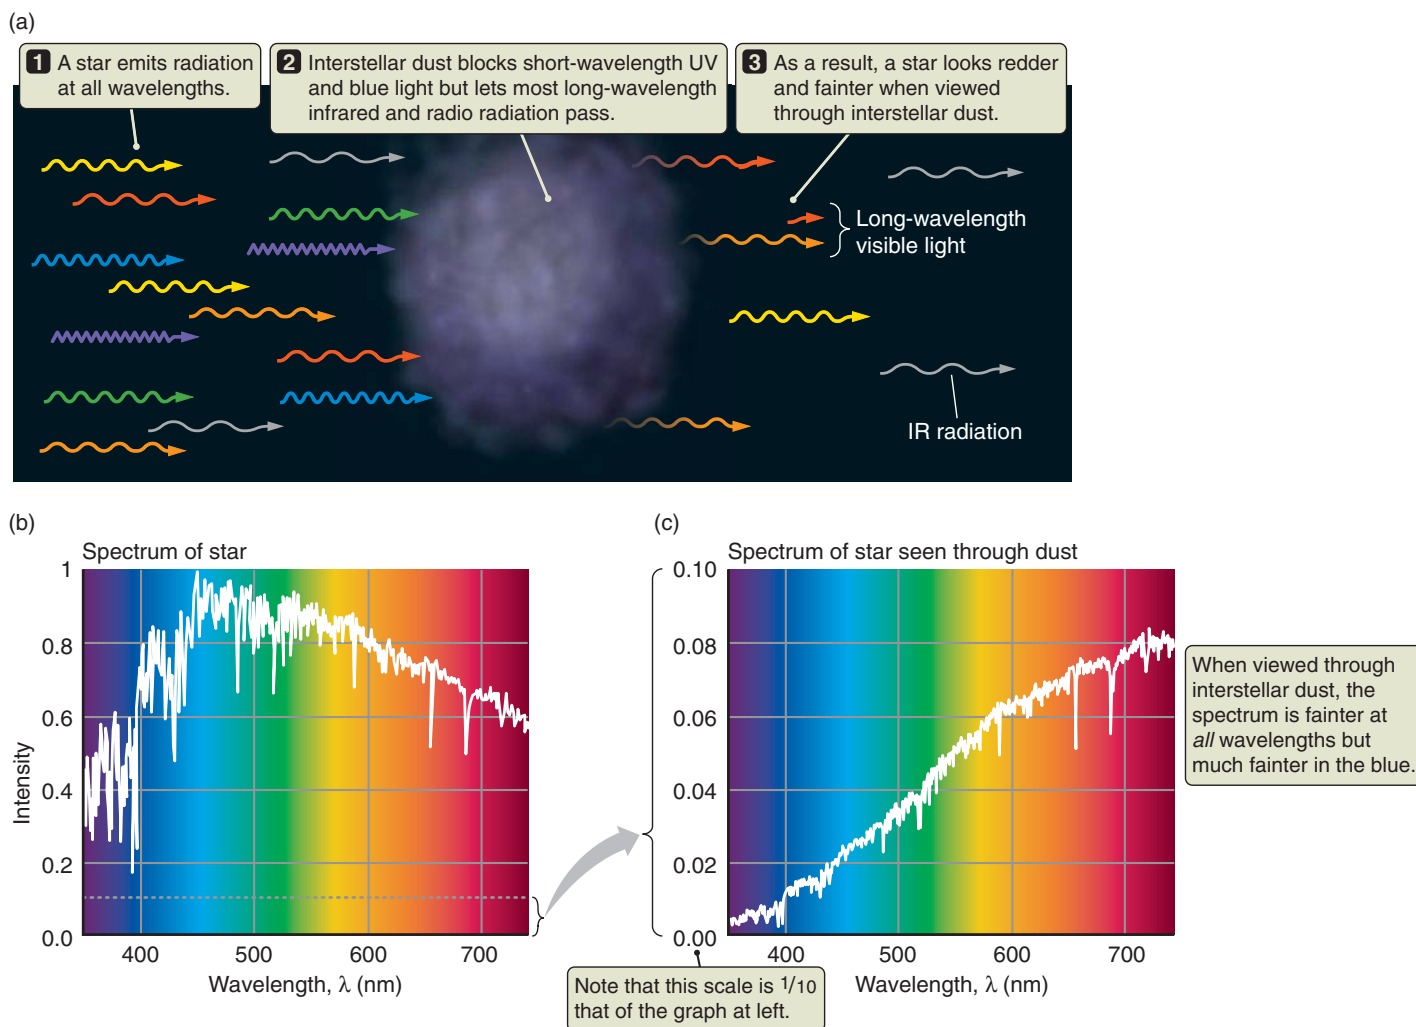 (a)
1 A star emits radiation
at all wavelengths.
2 Interstellar dust blocks short-wavelength UV
and blue light but lets most long-wavelength
infrared and radio radiation pass.
3 As a result, a star looks redder
and fainter when viewed
through interstellar dust.
Long-wavelength
visible light
IR radiation
(b)
Spectrum of star
1
0.8
0.6
0.4
0.2
0.0
Intensity
400 500 600 700
Wavelength, λ (nm)
(c)
Spectrum of star seen through dust
0.10
0.08
0.06
0.04
0.02
0.00
400 500 600 700
Wavelength, λ (nm)
When viewed through
interstellar dust, the
spectrum is fainter at
all wavelengths but
much fainter in the blue.
Note that this scale is 1/10
that of the graph at left.